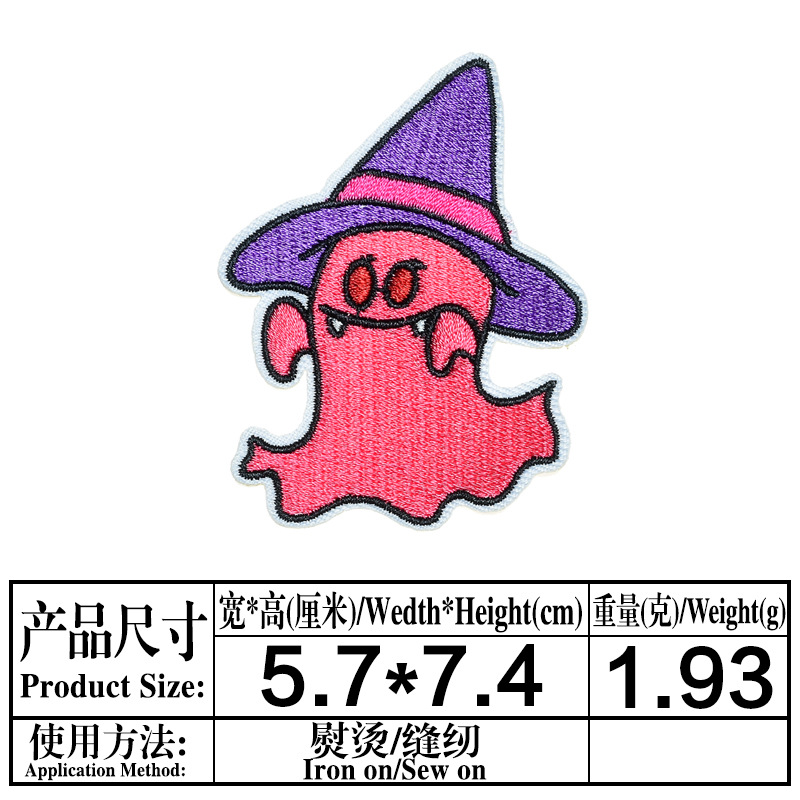 产品尺寸
Product Size:
宽*高(厘米)/Wedth*Height(cm)
重量(克)/Weight(g)
5.7*7.4
1.93
使用方法:
Application Method:
熨烫/缝纫
Iron on/Sew on